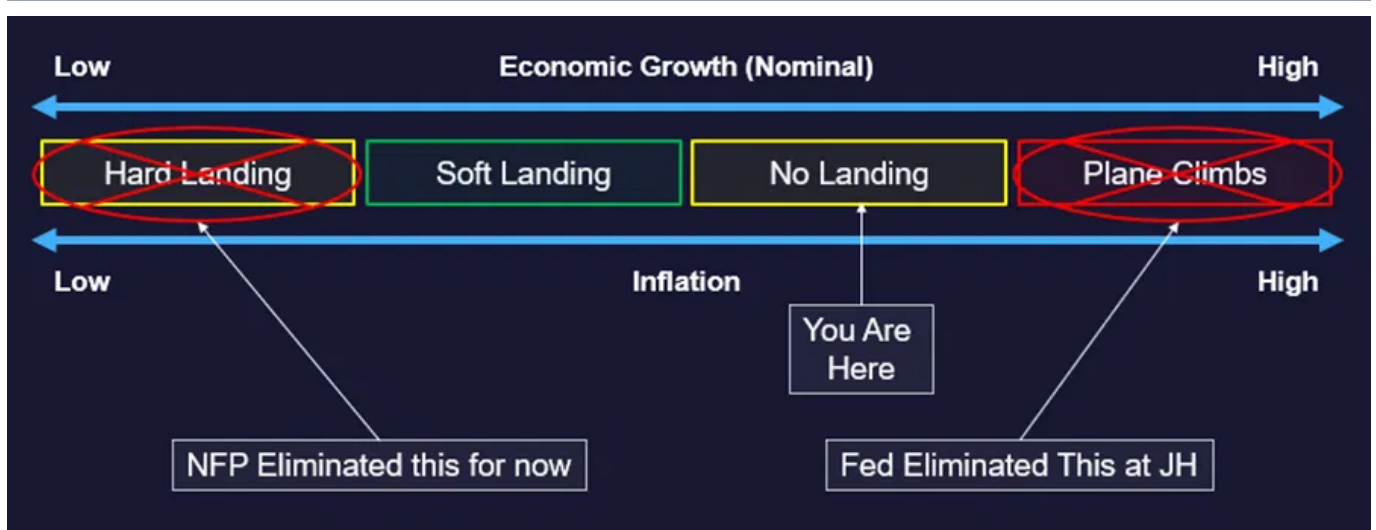 Low Economic Growth (Nominal) High
Hard Landing Soft Landing No Landing Plane Climbs
Low Inflation High
You Are
Here
NFP Eliminated this for now Fed Eliminated This at JH